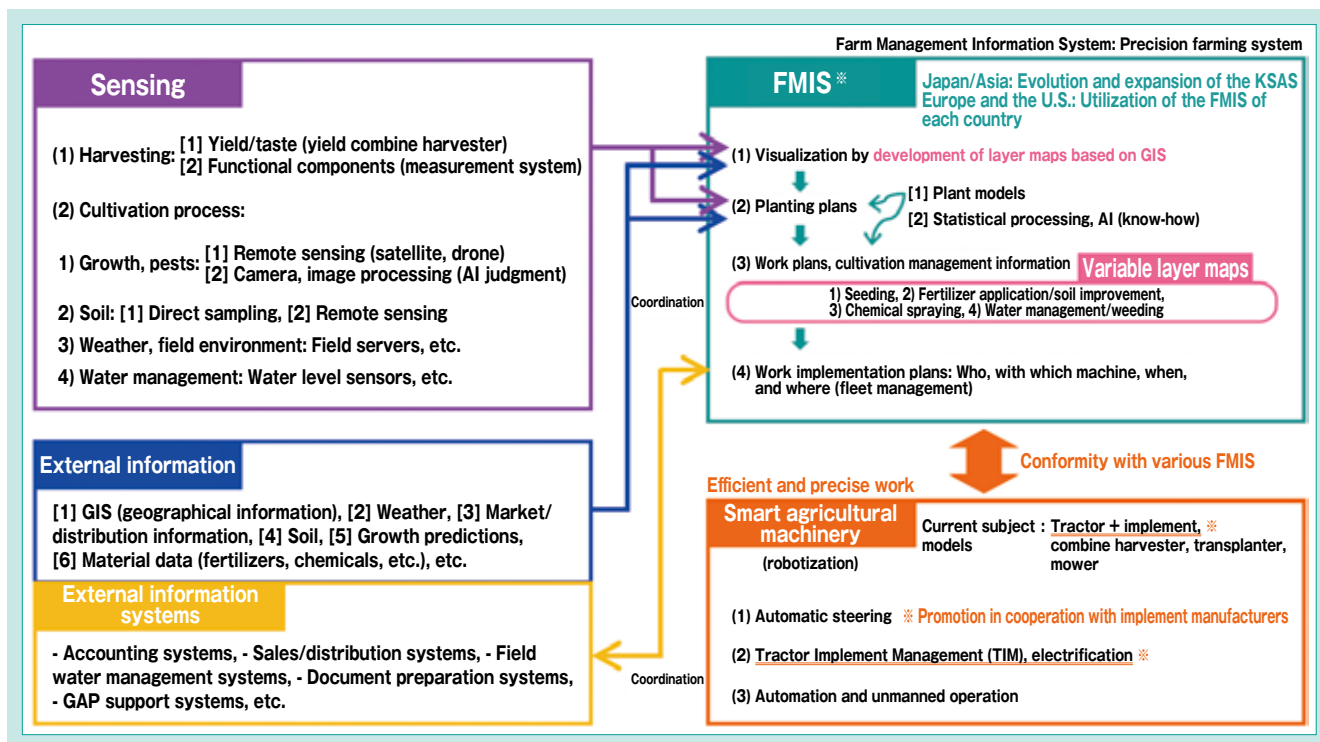 Farm Management Information System: Precision farming system
Sensing
(1) Harvesting: [1] Yield/taste (yield combine harvester)
[2] Functional components (measurement system)
(2) Cultivation process:
1) Growth, pests: [1] Remote sensing (satellite, drone)
[2] Camera, image processing (AI judgment)
2) Soil: [1] Direct sampling, [2] Remote sensing
3) Weather, field environment: Field servers, etc.
4) Water management: Water level sensors, etc.
External information
[1] GIS (geographical information), [2] Weather, [3] Market/
distribution information, [4] Soil, [5] Growth predictions,
[6] Material data (fertilizers, chemicals, etc.), etc.
External information
systems
- Accounting systems, - Sales/distribution systems, - Field
water management systems, - Document preparation systems,
- GAP support systems, etc.
Coordination
Coordination
FMIS ※
Japan/Asia: Evolution and expansion of the KSAS
Europe and the U.S.: Utilization of the FMIS of
each country
(1) Visualization by development of layer maps based on GIS
(2) Planting plans
[1] Plant models
[2] Statistical processing, AI (know-how)
(3) Work plans, cultivation management information
Variable layer maps
1) Seeding, 2) Fertilizer application/soil improvement,
3) Chemical spraying, 4) Water management/weeding
(4) Work implementation plans: Who, with which machine, when,
and where (fleet management)
Conformity with various FMIS
Efficient and precise work
Smart agricultural
machinery
(robotization)
Current subject : Tractor + implement, ※
models combine harvester, transplanter,
mower
(1) Automatic steering ※ Promotion in cooperation with implement manufacturers
(2) Tractor Implement Management (TIM), electrification ※
(3) Automation and unmanned operation